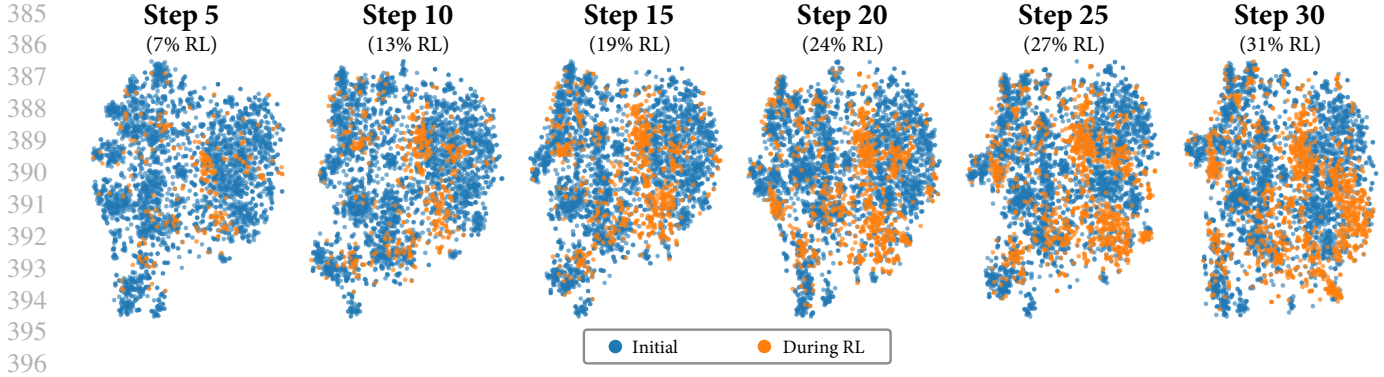 385
386
387
388
389
390
391
392
393
394
395
396
Step 5
(7% RL)
Step 10
(13% RL)
Step 15
(19% RL)
Step 20
(24% RL)
Step 25
(27% RL)
Step 30
(31% RL)
Initial
During RL